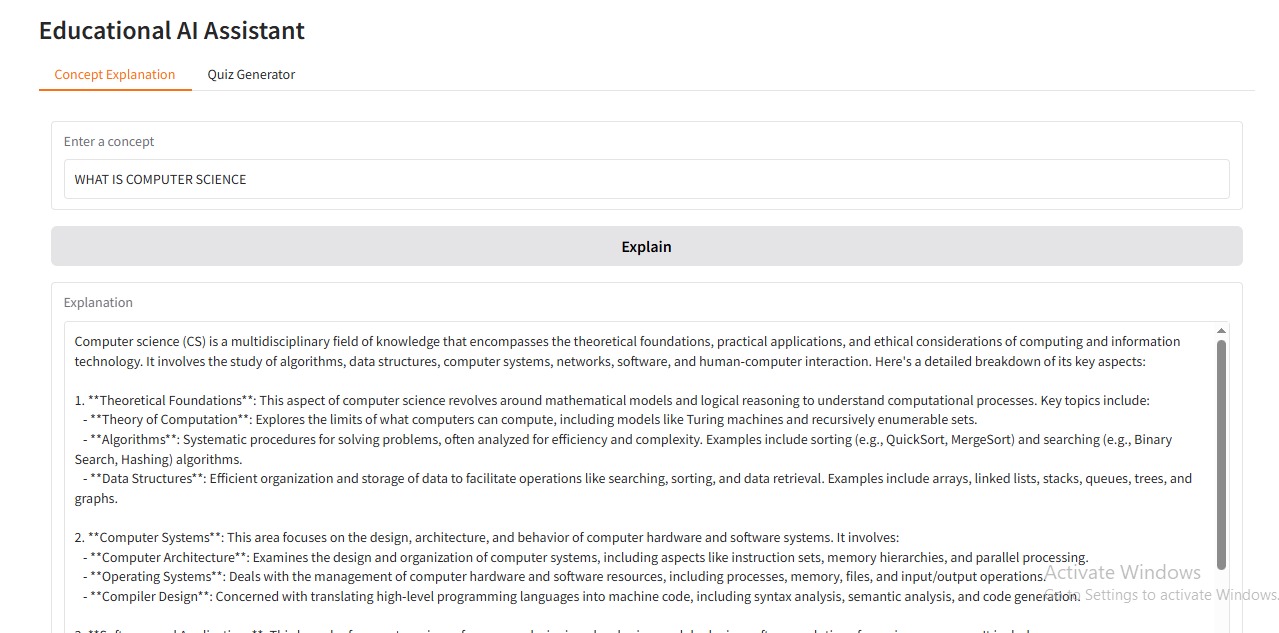 Educational AI Assistant
Concept Explanation Quiz Generator
Enter a concept
WHAT IS COMPUTER SCIENCE
Explain
Explanation
Computer science (CS) is a multidisciplinary field of knowledge that encompasses the theoretical foundations, practical applications, and ethical considerations of computing and information
technology. It involves the study of algorithms, data structures, computer systems, networks, software, and human-computer interaction. Here's a detailed breakdown of its key aspects:
1. **Theoretical Foundations**: This aspect of computer science revolves around mathematical models and logical reasoning to understand computational processes. Key topics include:
- **Theory of Computation**: Explores the limits of what computers can compute, including models like Turing machines and recursively enumerable sets.
- **Algorithms**: Systematic procedures for solving problems, often analyzed for efficiency and complexity. Examples include sorting (e.g., QuickSort, MergeSort) and searching (e.g., Binary
Search, Hashing) algorithms.
- **Data Structures**: Efficient organization and storage of data to facilitate operations like searching, sorting, and data retrieval. Examples include arrays, linked lists, stacks, queues, trees, and
graphs.
2. **Computer Systems**: This area focuses on the design, architecture, and behavior of computer hardware and software systems. It involves:
- **Computer Architecture**: Examines the design and organization of computer systems, including aspects like instruction sets, memory hierarchies, and parallel processing.
- **Operating Systems**: Deals with the management of computer hardware and software resources, including processes, memory, files, and input/output operations.
- **Compiler Design**: Concerned with translating high-level programming languages into machine code, including syntax analysis, semantic analysis, and code generation.
Activate Windows
Go to Settings to activate Windows.